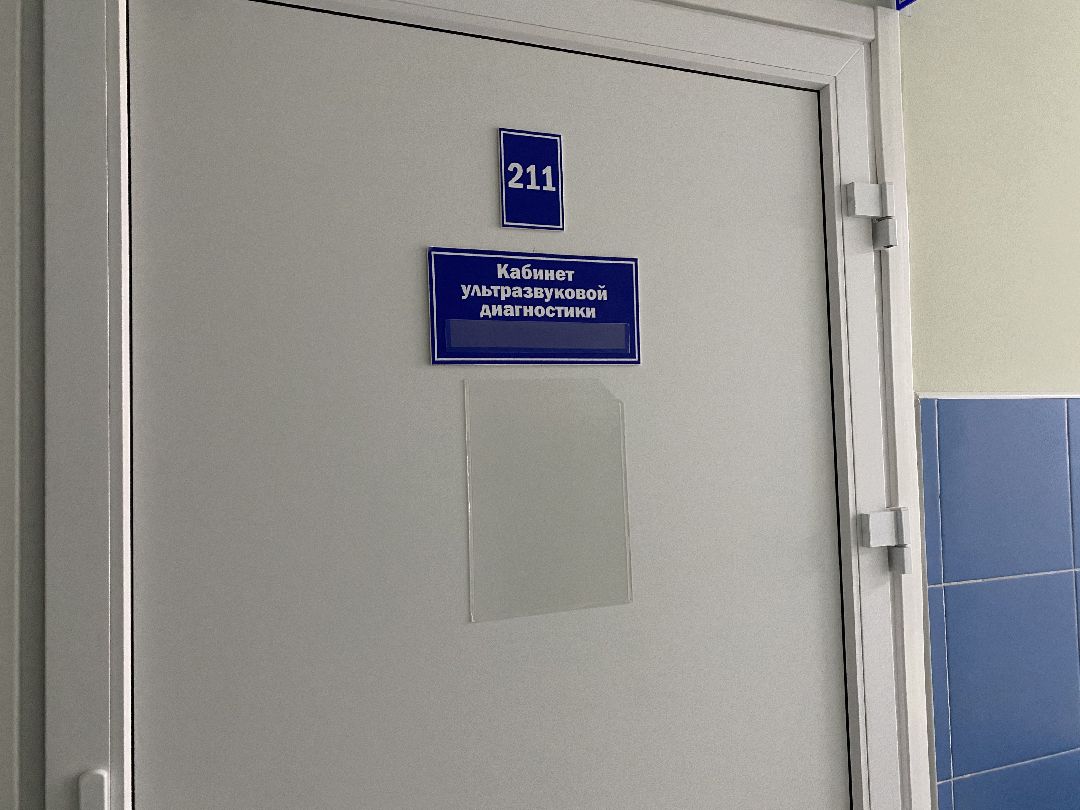 211
Кабинет
ультразвуковой
диагностики